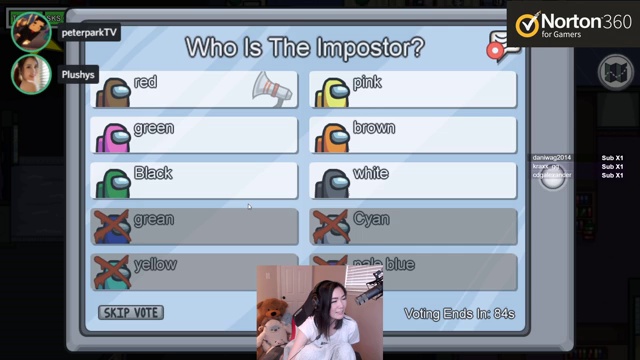 TASKS
peterparkTV
Plushys
Norton360
for Gamers
Who Is The Impostor?
red
pink
green
brown
Black
white
grean
Cyan
yellow
pale blue
daniwag2014 Sub X1
Sub X1
Sub X1
SKIP VOTE
Voting Ends In: 84s